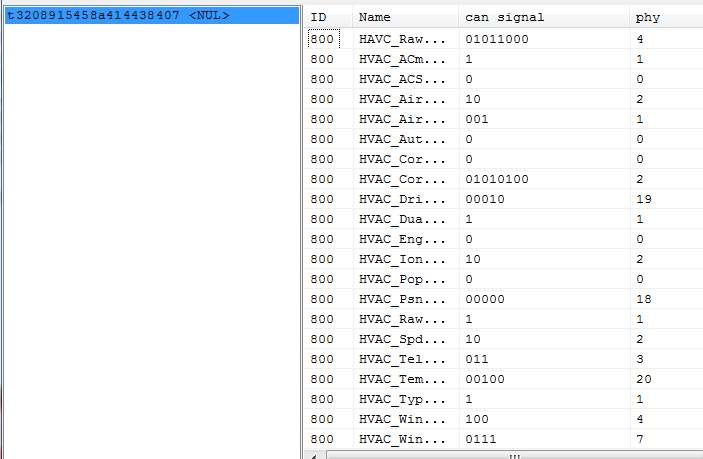 t3208915458a414438407 <NUL>
ID Name can signal phy
800 HAVC_Raw... 01011000 4
800 HVAC_ACm... 1 1
800 HVAC_ACS... 0 0
800 HVAC_Air... 10 2
800 HVAC_Air... 001 1
800 HVAC_Aut... 0 0
800 HVAC_Cor... 0 0
800 HVAC_Cor... 01010100 2
800 HVAC_Dri... 00010 19
800 HVAC_Dua... 1 1
800 HVAC_Eng... 0 0
800 HVAC_Ion... 10 2
800 HVAC_Pop... 0 0
800 HVAC_Psn... 00000 18
800 HVAC_Raw... 1 1
800 HVAC_Spd... 10 2
800 HVAC_Tel... 011 3
800 HVAC_Tem... 00100 20
800 HVAC_Typ... 1 1
800 HVAC_Win... 100 4
800 HVAC_Win... 0111 7